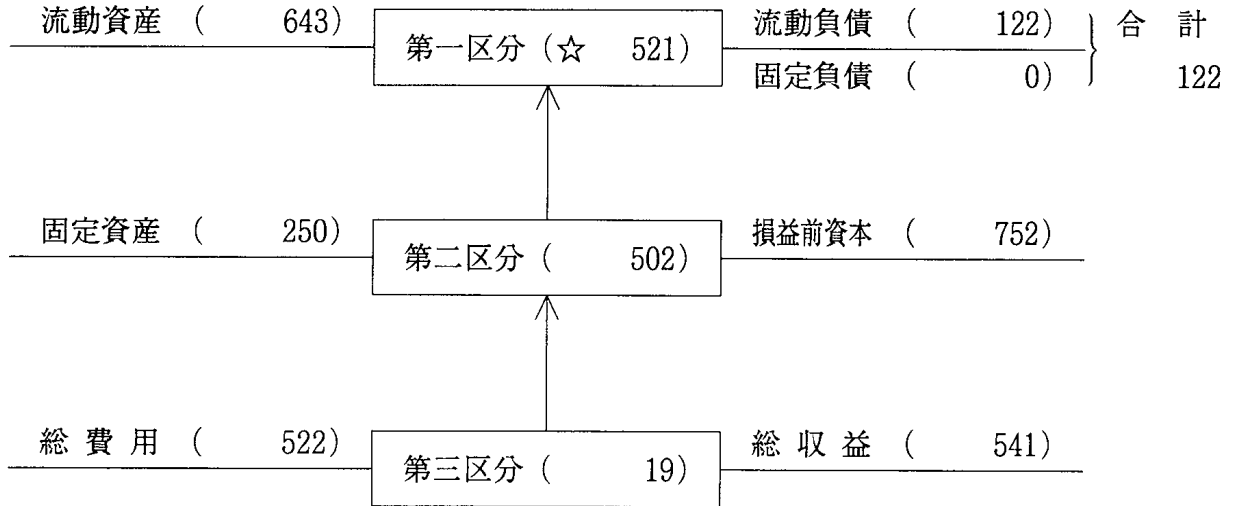 流動資産 ( 643) 第一区分 (☆ 521) 流動負債 ( 122) 合計
固定負債 ( 0) 122
固定資産 ( 250) 第二区分 ( 502) 損益前資本 ( 752)
総費用 ( 522) 第三区分 ( 19) 総収益 ( 541)